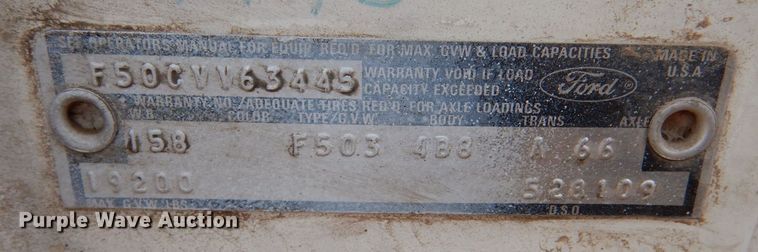 OPERATORS MANUAL FOR EQUIP. REQ'D FOR MAX. GVW & LOAD CAPACITIES
F50CVV63445 WARRANTY VOID IF LOAD CAPACITY EXCEEDED
Ford
MADE IN U.S.A.
WARRANTY NO./ADEQUATE TIRES REQ'D FOR AXLE LOADINGS
W.B. COLOR TYPE/G.V.W. BODY TRANS AXLE
158 F503 4B8 A 66
19200 528109
MAX. G.V.W. LBS. D.S.O.
Purple Wave Auction